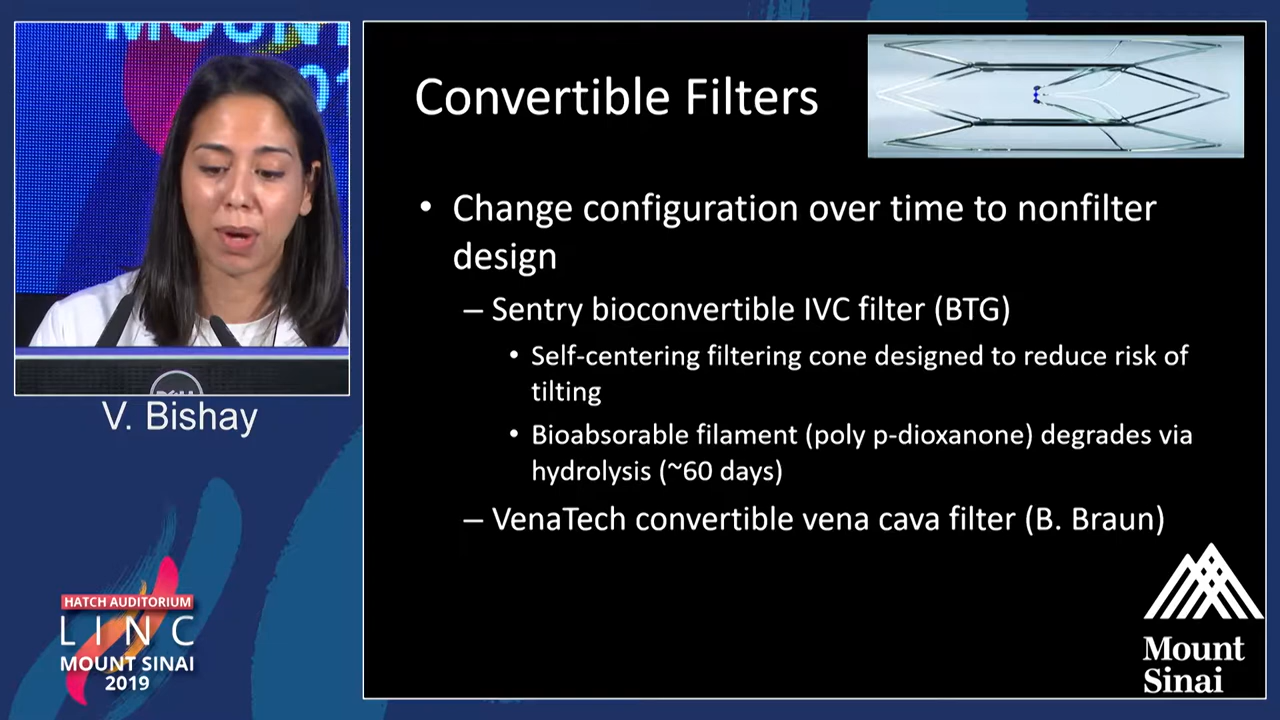 MOUNT
Convertible Filters
• Change configuration over time to nonfilter
design
– Sentry bioconvertible IVC filter (BTG)
• Self-centering filtering cone designed to reduce risk of
tilting
• Bioabsorable filament (poly p-dioxanone) degrades via
hydrolysis (~60 days)
– VenaTech convertible vena cava filter (B. Braun)
V. Bishay
HATCH AUDITORIUM
LINC
MOUNT SINAI
2019
Mount
Sinai